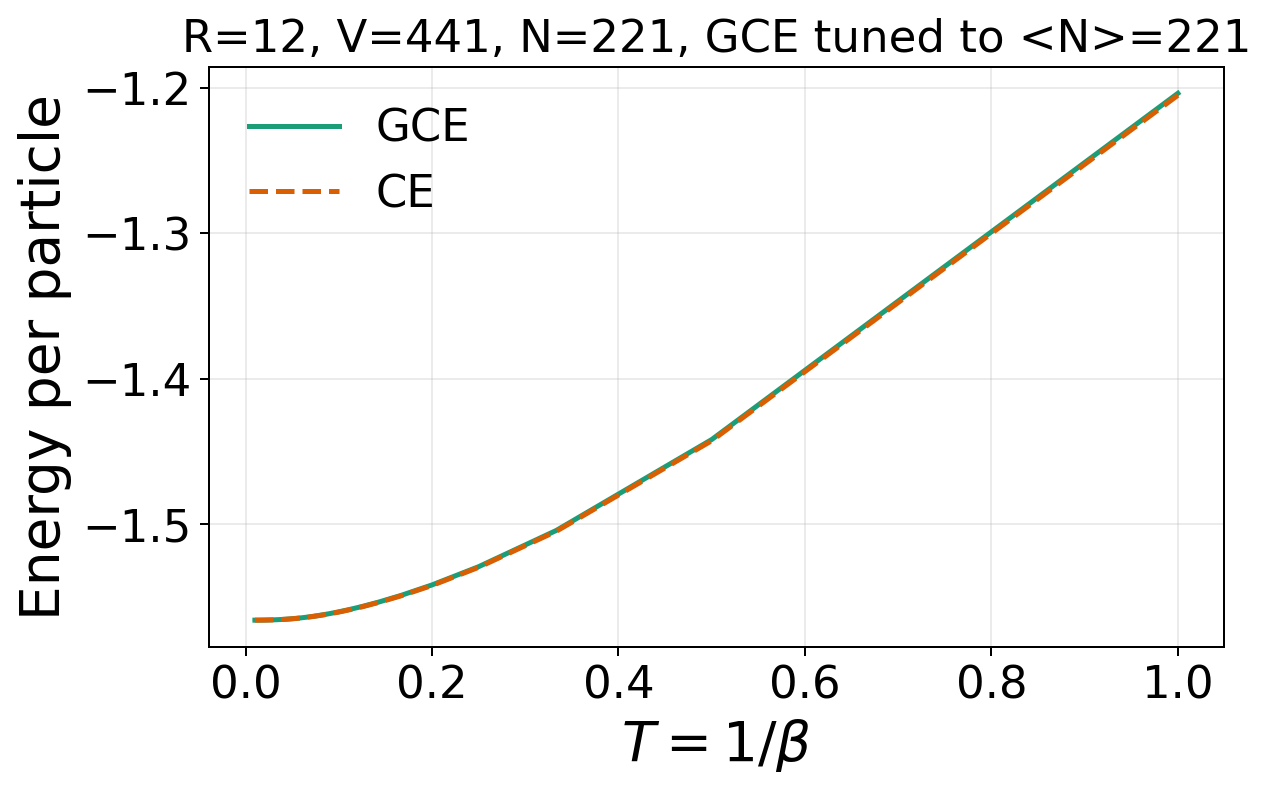 R=12, V=441, N=221, GCE tuned to <N>=221
Energy per particle
−1.2
−1.3
−1.4
−1.5
GCE
CE
0.0 0.2 0.4 0.6 0.8 1.0
T = 1/β